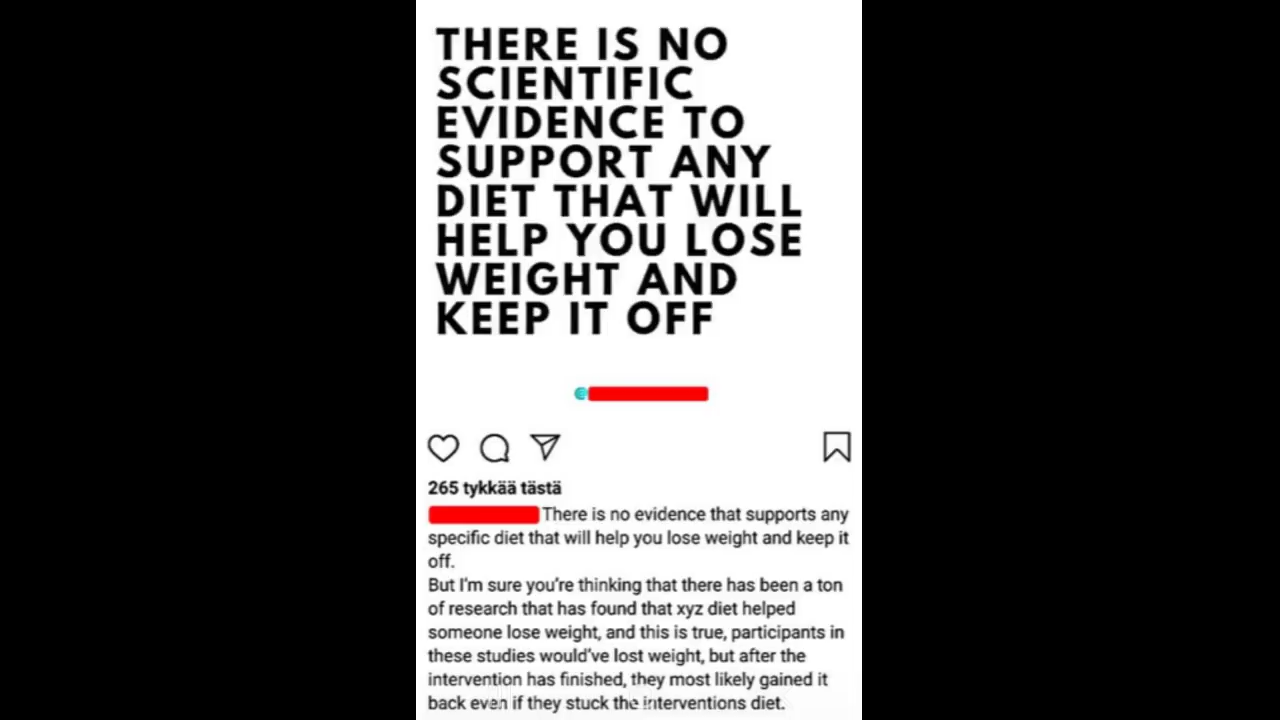 THERE IS NO
SCIENTIFIC
EVIDENCE TO
SUPPORT ANY
DIET THAT WILL
HELP YOU LOSE
WEIGHT AND
KEEP IT OFF
265 tykkää tästä
There is no evidence that supports any
specific diet that will help you lose weight and keep it
off.
But I'm sure you're thinking that there has been a ton
of research that has found that xyz diet helped
someone lose weight, and this is true, participants in
these studies would've lost weight, but after the
intervention has finished, they most likely gained it
back even if they stuck the interventions diet.